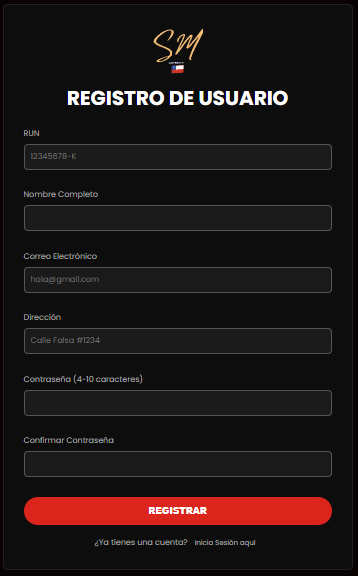 SM
REGISTRO DE USUARIO
RUN
12345678-K
Nombre Completo
Correo Electrónico
hola@gmail.com
Dirección
Calle Falsa #1234
Contraseña (4-10 caracteres)
Confirmar Contraseña
REGISTRAR
¿Ya tienes una cuenta? Inicia Sesión aquí